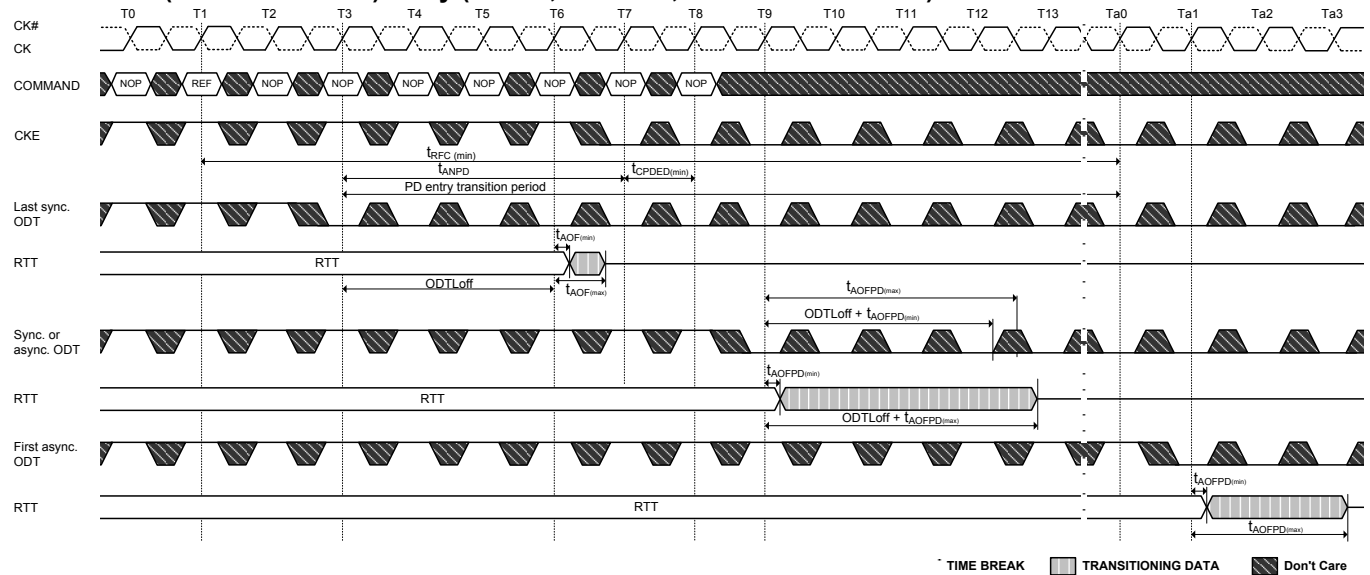 T0 T1 T2 T3 T4 T5 T6 T7 T8 T9 T10 T11 T12 T13 Ta0 Ta1 Ta2 Ta3
CK#
CK
COMMAND NOP REF NOP NOP NOP NOP NOP NOP NOP
CKE
tRFC (min)
tANPD tCPDED(min)
PD entry transition period
Last sync.
ODT
tAOF(min)
RTT RTT
ODTLoff tAOF(max)
tAOFPD(max)
ODTLoff + tAOFPD(min)
Sync. or
async. ODT
tAOFPD(min)
RTT RTT
ODTLoff + tAOFPD(max)
First async.
ODT
tAOFPD(min)
RTT RTT
tAOFPD(max)
TIME BREAK TRANSITIONING DATA Don't Care